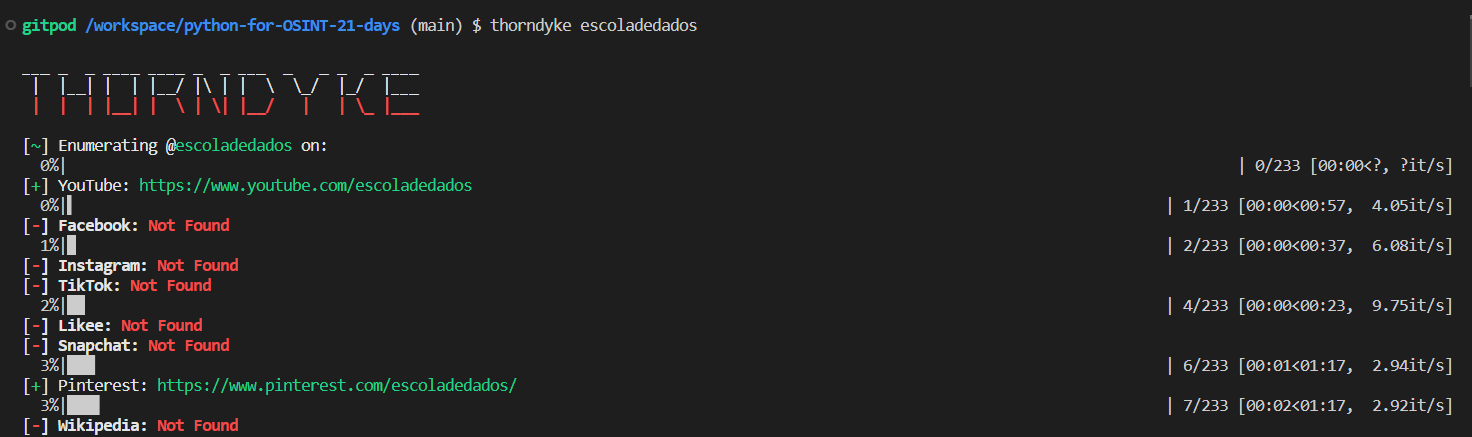 gitpod /workspace/python-for-OSINT-21-days (main) $ thorndyke escoladedados
THORNDYKE
[~] Enumerating @escoladedados on:
0%| | 0/233 [00:00<?, ?it/s]
[+] YouTube: https://www.youtube.com/escoladedados
0%| | 1/233 [00:00<00:57, 4.05it/s]
[-] Facebook: Not Found
1%| | 2/233 [00:00<00:37, 6.08it/s]
[-] Instagram: Not Found
[-] TikTok: Not Found
2%| | 4/233 [00:00<00:23, 9.75it/s]
[-] Likee: Not Found
[-] Snapchat: Not Found
3%| | 6/233 [00:01<01:17, 2.94it/s]
[+] Pinterest: https://www.pinterest.com/escoladedados/
3%| | 7/233 [00:02<01:17, 2.92it/s]
[-] Wikipedia: Not Found